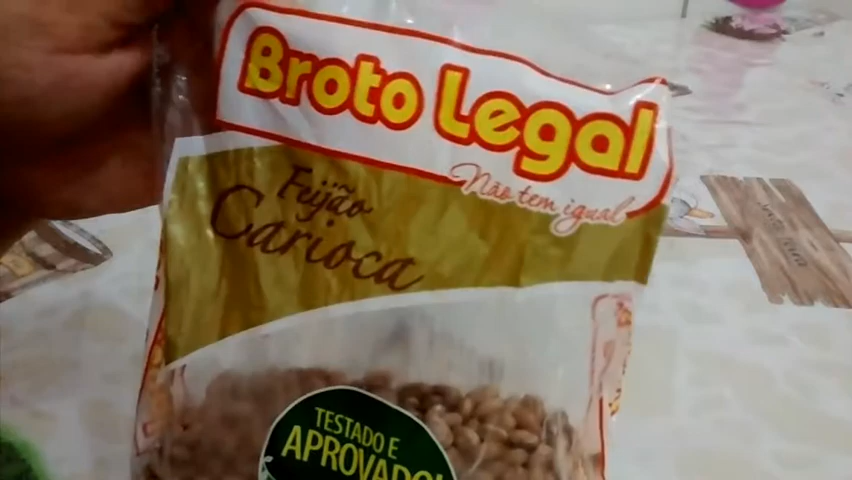 Broto Legal
Não tem igual
Feijão
Carioca
TESTADO E
APROVADO!